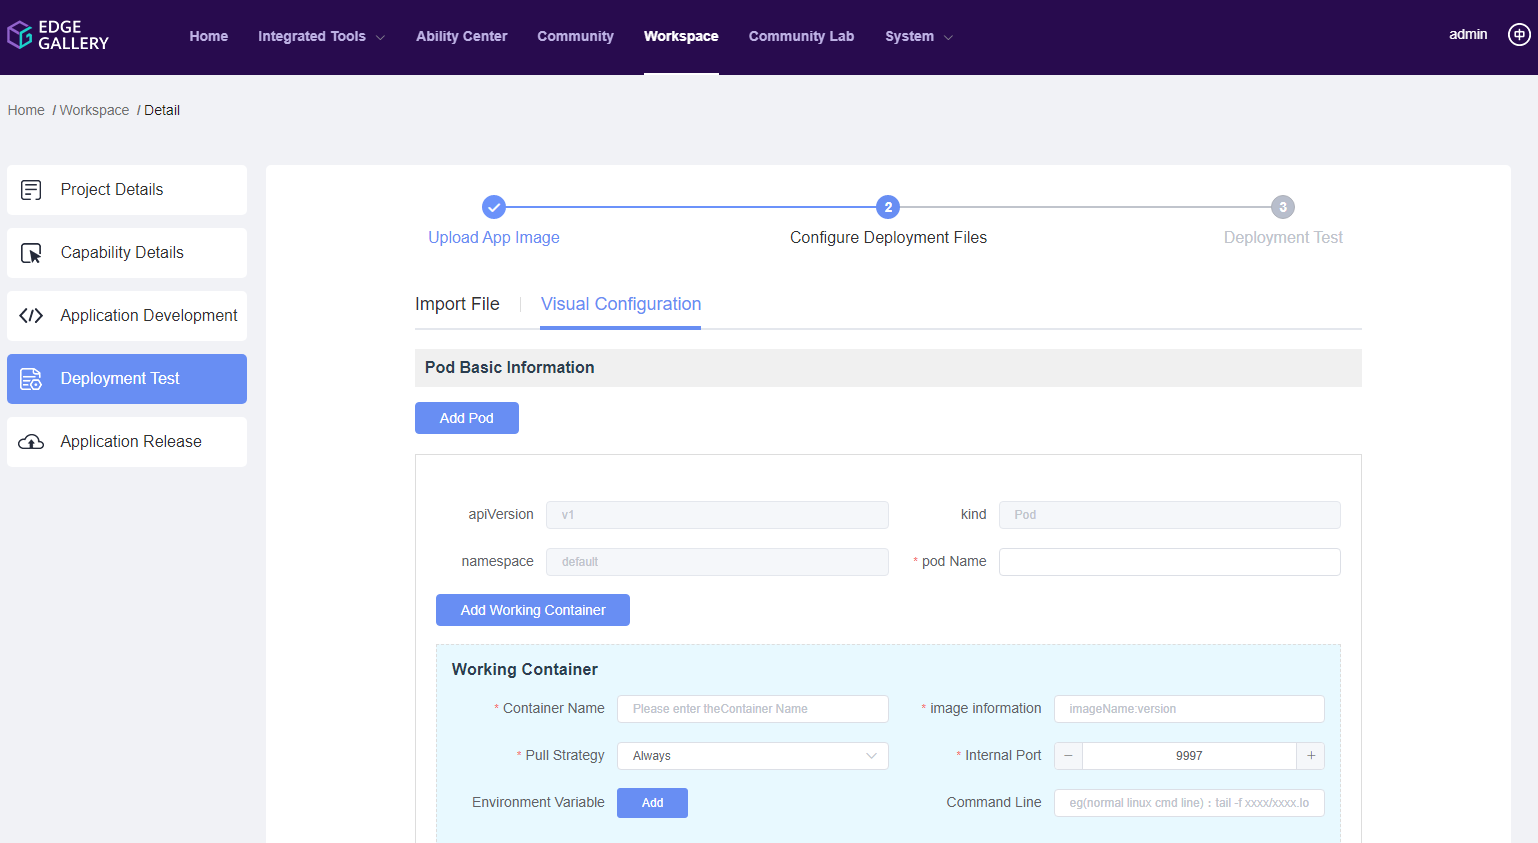 EDGE
GALLERY
Home Integrated Tools Ability Center Community Workspace Community Lab System admin 中
Home / Workspace / Detail
Project Details
Capability Details
Application Development
Deployment Test
Application Release
2 3
Upload App Image Configure Deployment Files Deployment Test
Import File Visual Configuration
Pod Basic Information
Add Pod
apiVersion v1 kind Pod
namespace default * pod Name
Add Working Container
Working Container
* Container Name Please enter theContainer Name * image information imageName:version
* Pull Strategy Always * Internal Port − 9997 +
Environment Variable Add Command Line eg(normal linux cmd line) : tail -f xxxx/xxxx.lo